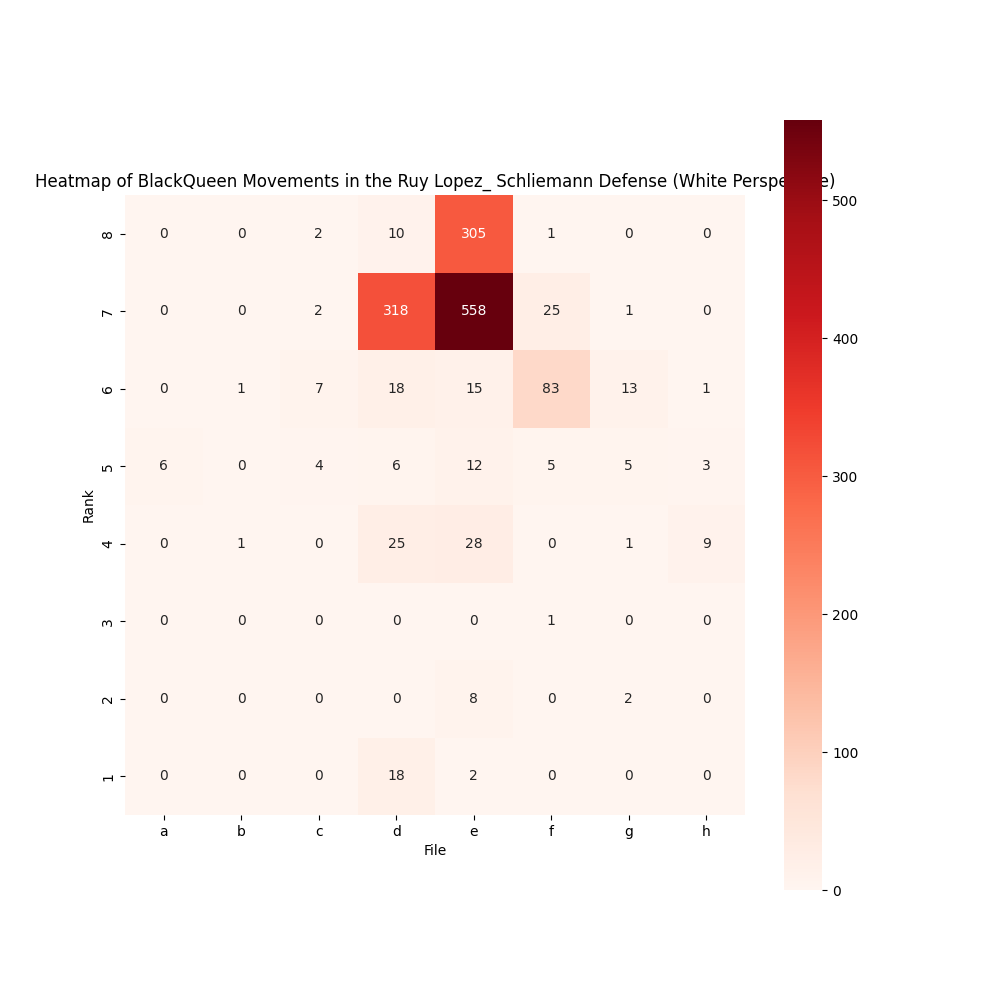 Heatmap of BlackQueen Movements in the Ruy Lopez_ Schliemann Defense (White Perspe e)
500
8 0 0 2 10 305 1 0 0
7 0 0 2 318 558 25 1 0
400
6 0 1 7 18 15 83 13 1
300
5 6 0 4 6 12 5 5 3
Rank
4 0 1 0 25 28 0 1 9
200
3 0 0 0 0 0 1 0 0
2 0 0 0 0 8 0 2 0
100
1 0 0 0 18 2 0 0 0
a b c d e f g h
File
0